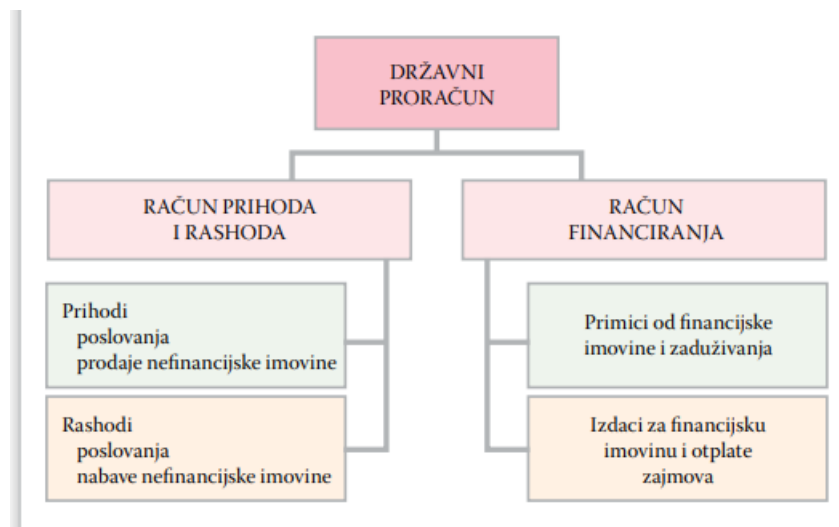 DRŽAVNI
PRORAČUN
RAČUN PRIHODA
I RASHODA
RAČUN
FINANCIRANJA
Prihodi
poslovanja
prodaje nefinancijske imovine
Primici od financijske
imovine i zaduživanja
Rashodi
poslovanja
nabave nefinancijske imovine
Izdaci za financijsku
imovinu i otplate
zajmova